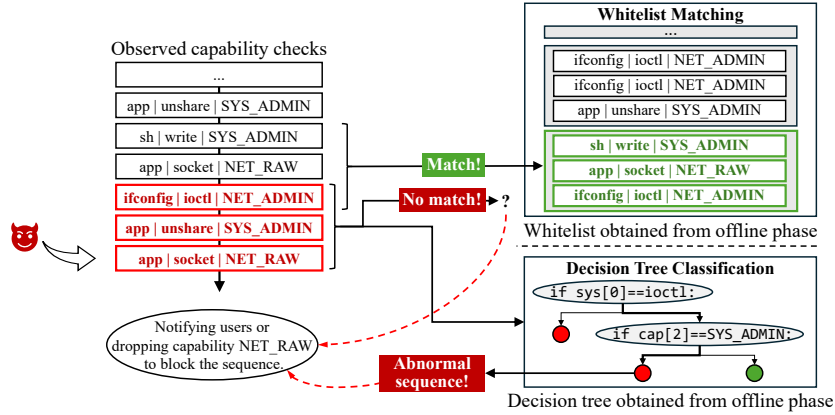 Observed capability checks
...
app | unshare | SYS_ADMIN
sh | write | SYS_ADMIN
app | socket | NET_RAW
ifconfig | ioctl | NET_ADMIN
app | unshare | SYS_ADMIN
app | socket | NET_RAW
Notifying users or
dropping capability NET_RAW
to block the sequence.
Match!
No match!
?
Abnormal
sequence!
Whitelist Matching
...
ifconfig | ioctl | NET_ADMIN
ifconfig | ioctl | NET_ADMIN
app | unshare | SYS_ADMIN
sh | write | SYS_ADMIN
app | socket | NET_RAW
ifconfig | ioctl | NET_ADMIN
Whitelist obtained from offline phase
Decision Tree Classification
if sys[0]==ioctl:
if cap[2]==SYS_ADMIN:
Decision tree obtained from offline phase